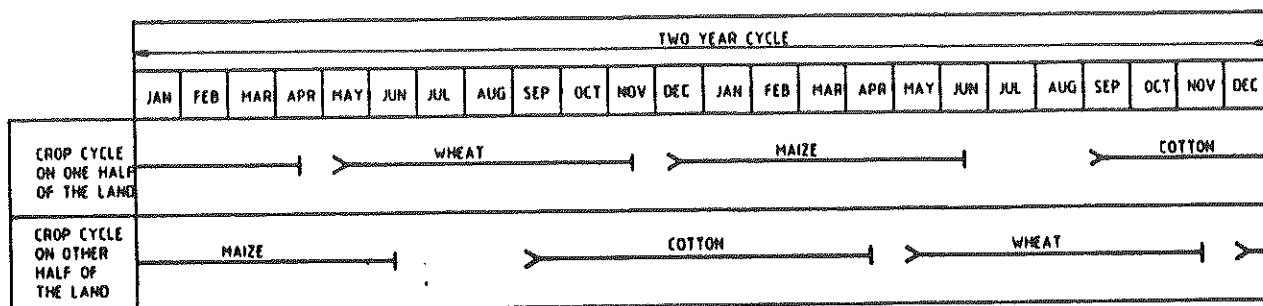 TWO YEAR CYCLE
JAN FEB MAR APR MAY JUN JUL AUG SEP OCT NOV DEC JAN FEB MAR APR MAY JUN JUL AUG SEP OCT NOV DEC
CROP CYCLE
ON ONE HALF
OF THE LAND
WHEAT MAIZE COTTON
CROP CYCLE
ON OTHER
HALF OF
THE LAND
MAIZE COTTON WHEAT